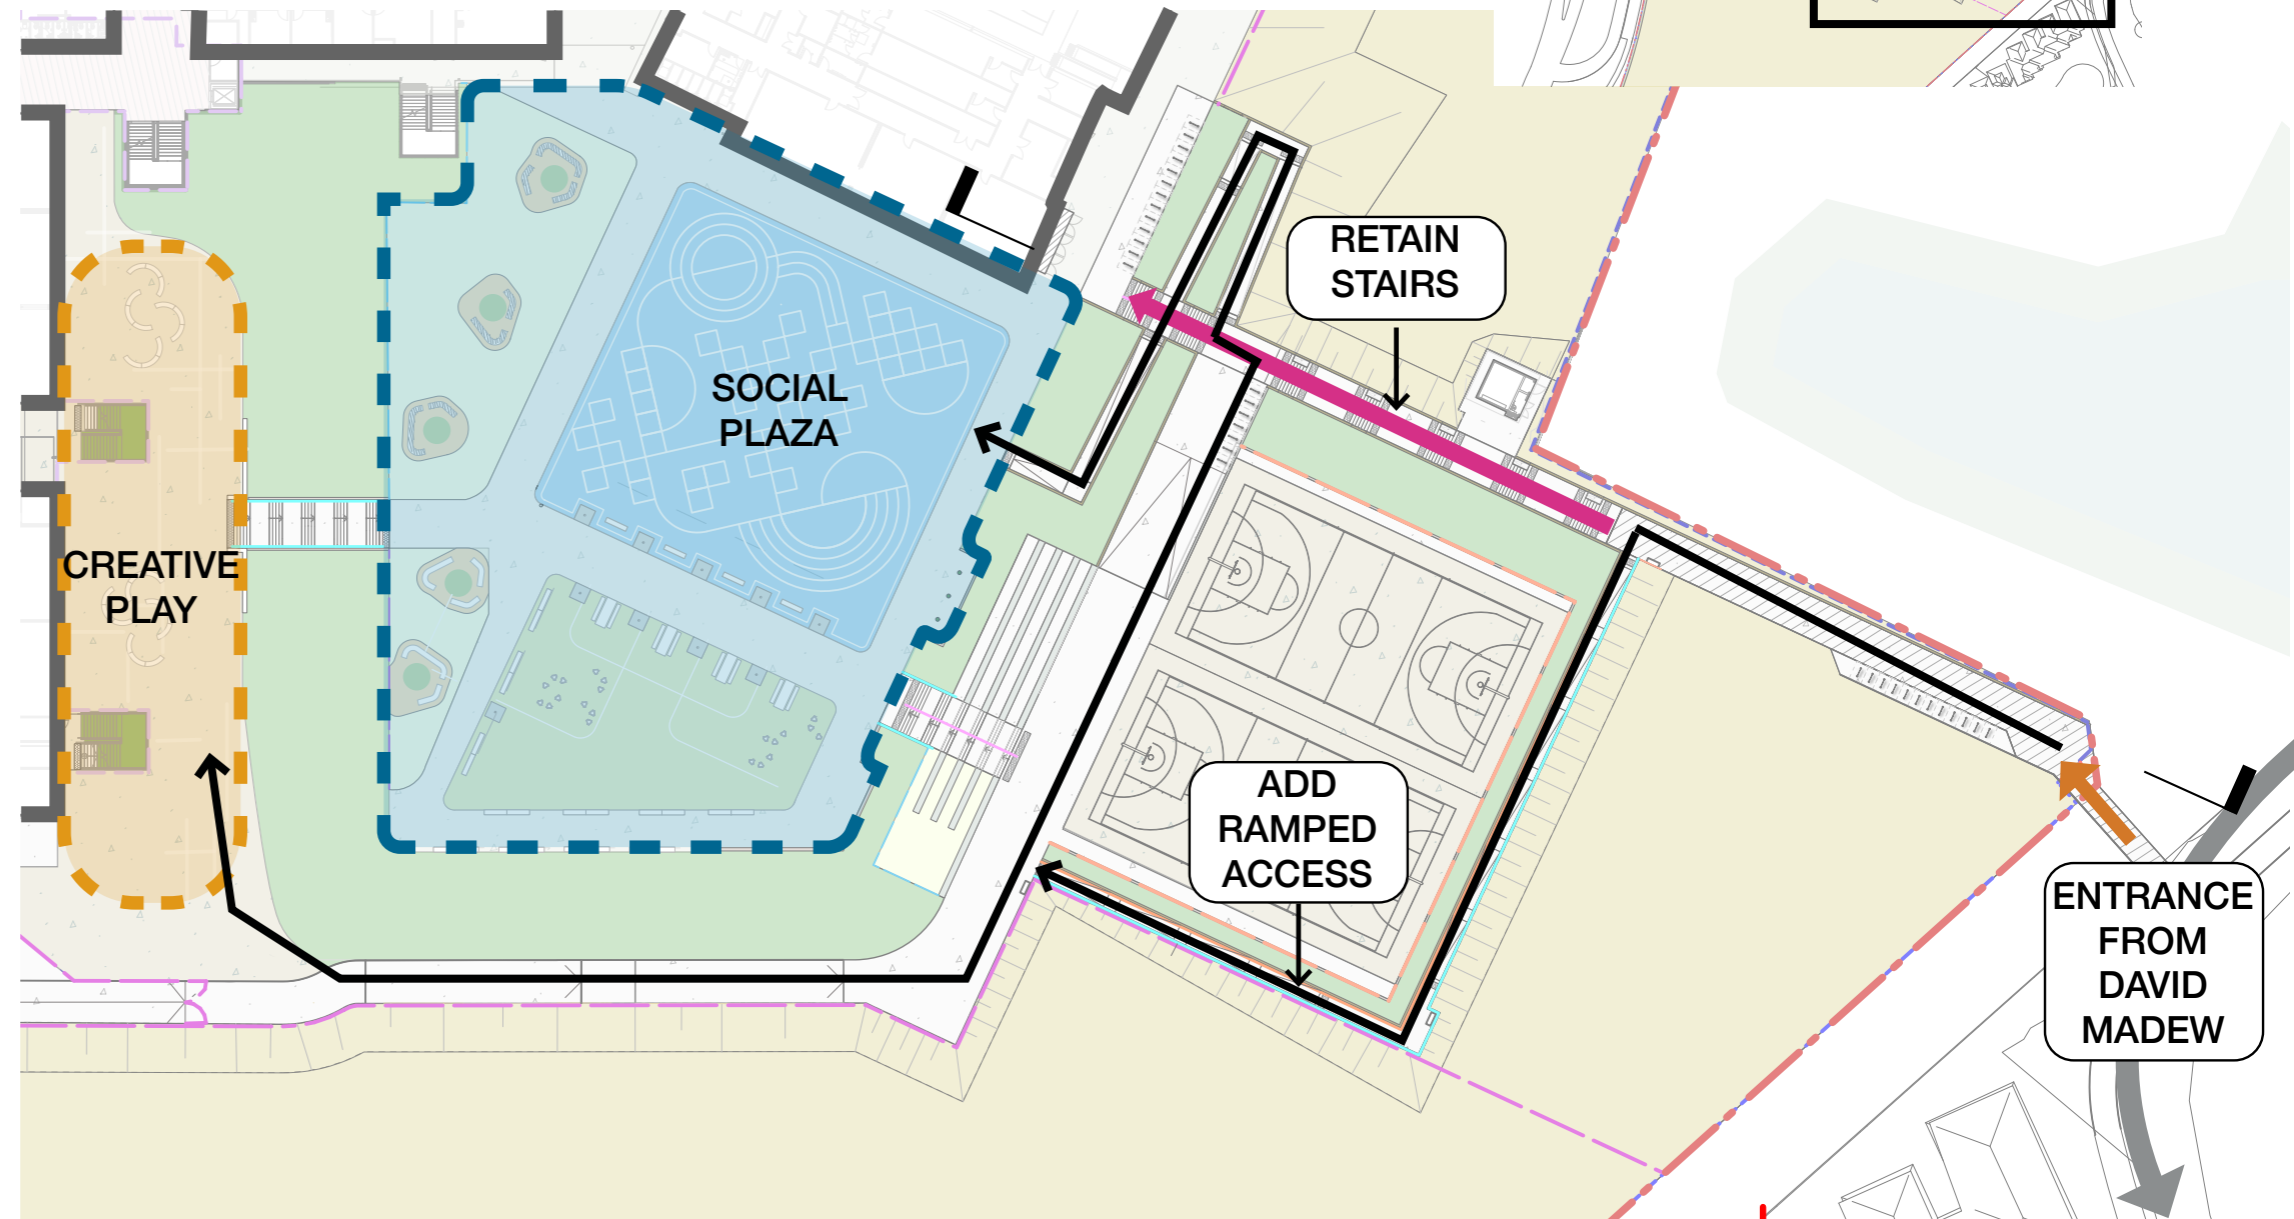 RETAIN
STAIRS
SOCIAL
PLAZA
CREATIVE
PLAY
ADD
RAMPED
ACCESS
ENTRANCE
FROM
DAVID
MADEW